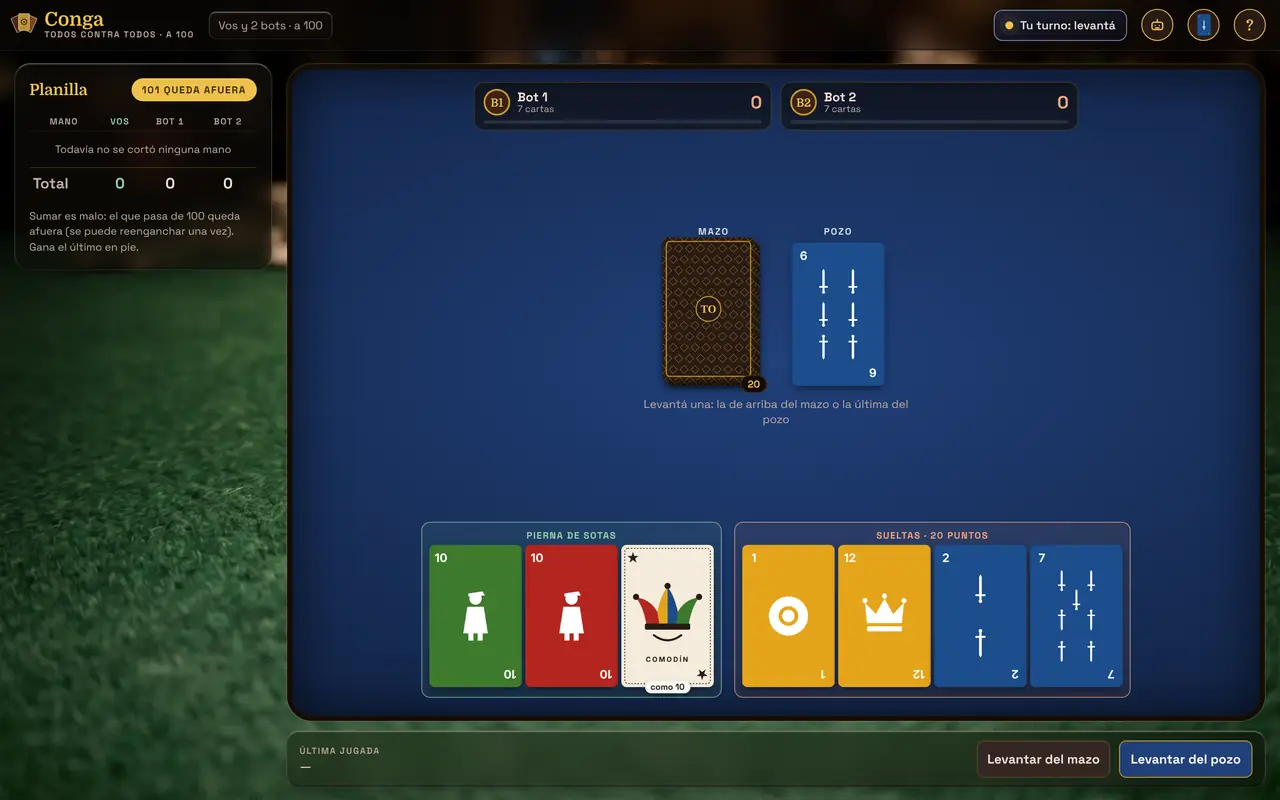 Conga
TODOS CONTRA TODOS · A 100
Vos y 2 bots · a 100
Tu turno: levantá
?
Planilla
101 QUEDA AFUERA
MANO VOS BOT 1 BOT 2
Todavía no se cortó ninguna mano
Total 0 0 0
Sumar es malo: el que pasa de 100 queda
afuera (se puede reenganchar una vez).
Gana el último en pie.
B1 Bot 1 0
7 cartas
B2 Bot 2 0
7 cartas
MAZO
TO
20
POZO
6
6
Levantá una: la de arriba del mazo o la última del
pozo
PIERNA DE SOTAS
10
10
10
10
COMODÍN
como 10
SUELTAS · 20 PUNTOS
1
1
12
12
2
2
7
7
ÚLTIMA JUGADA
—
Levantar del mazo
Levantar del pozo